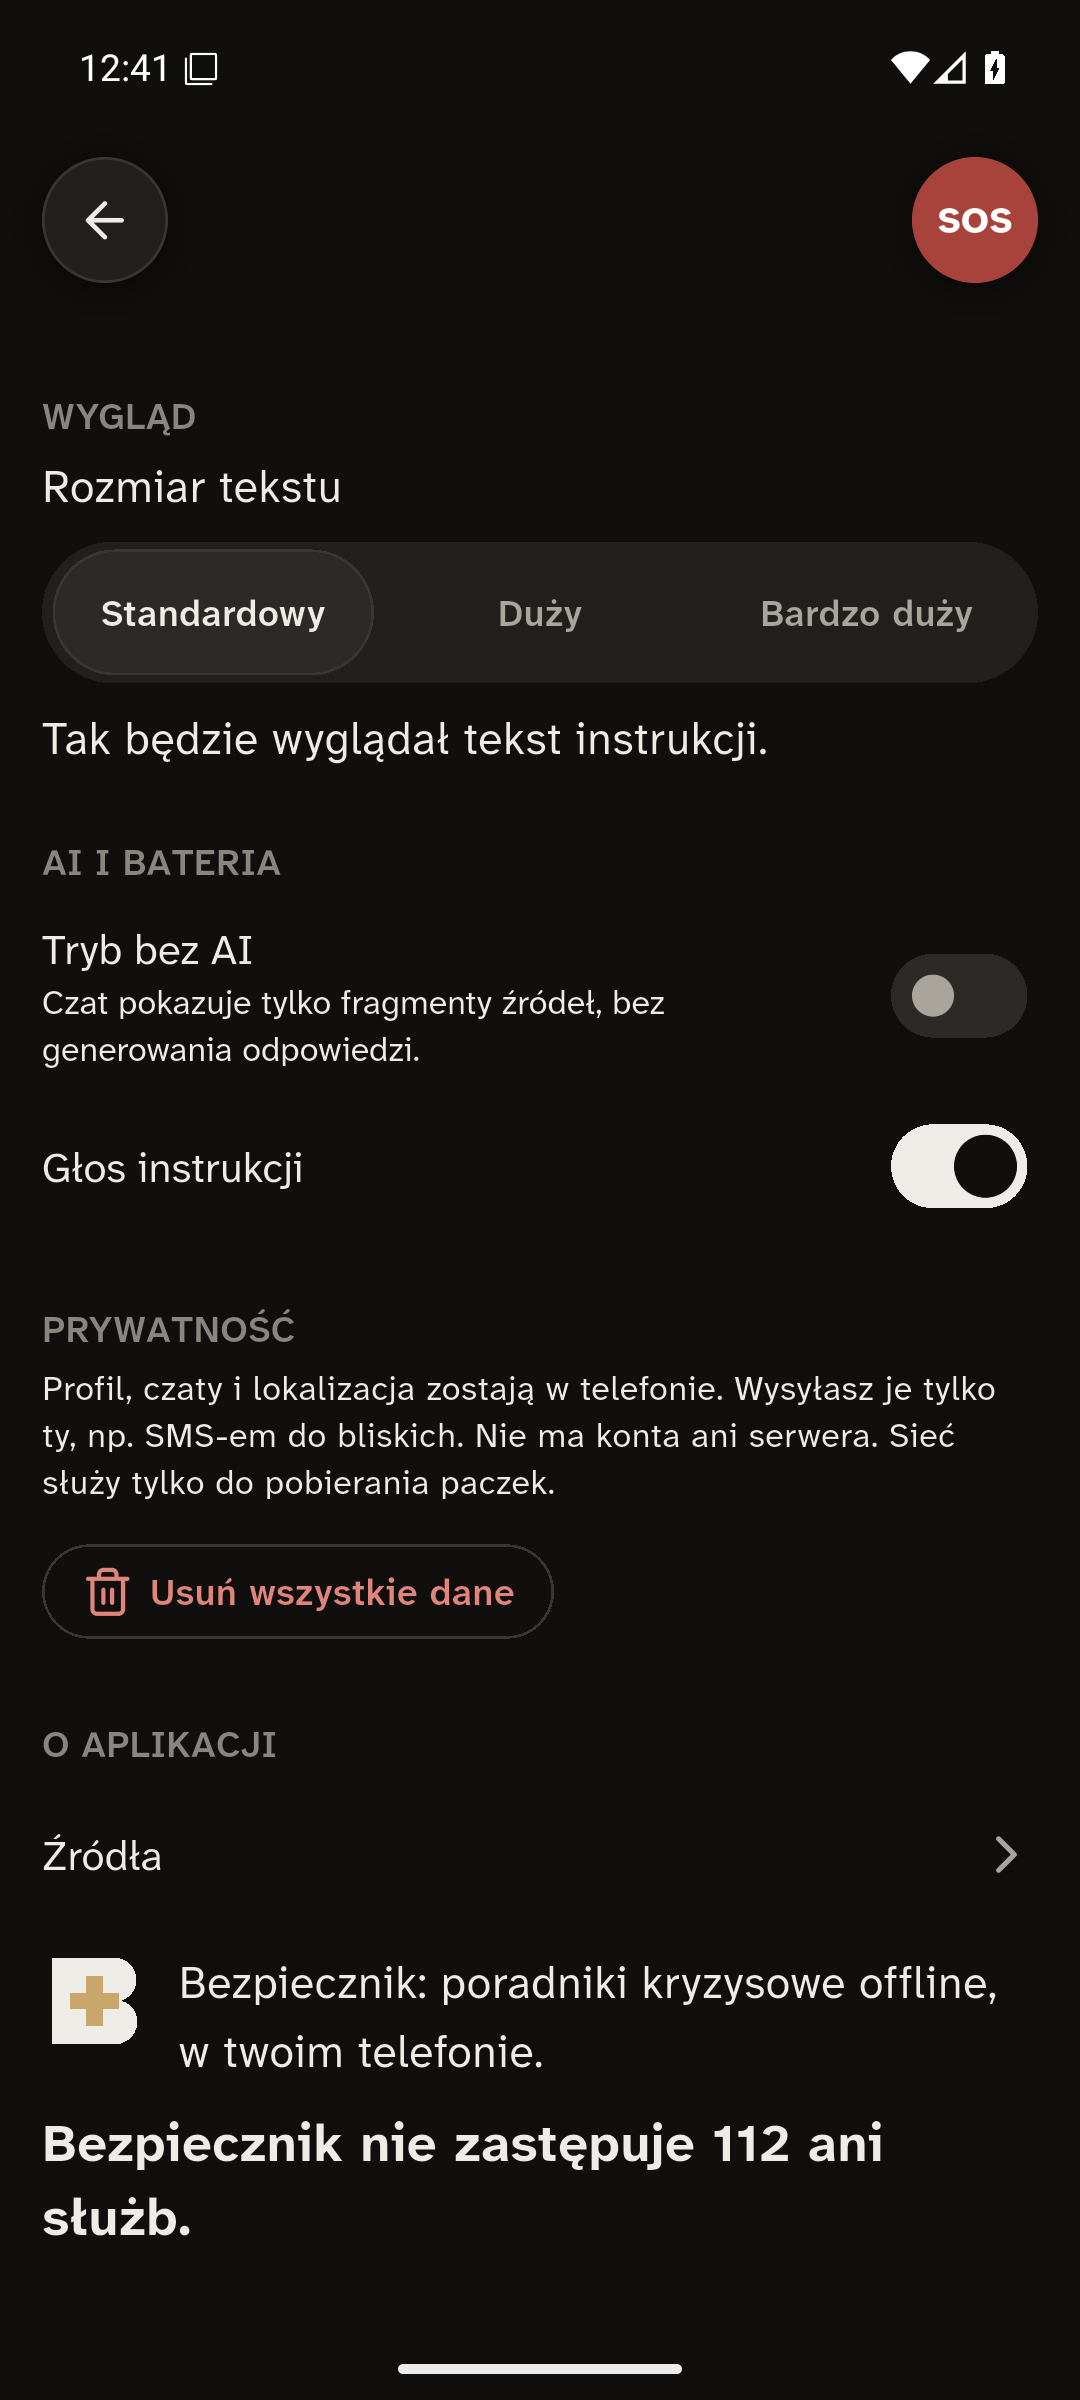 12:41
SOS
WYGLĄD
Rozmiar tekstu
Standardowy
Duży
Bardzo duży
Tak będzie wyglądał tekst instrukcji.
AI I BATERIA
Tryb bez AI
Czat pokazuje tylko fragmenty źródeł, bez
generowania odpowiedzi.
Głos instrukcji
PRYWATNOŚĆ
Profil, czaty i lokalizacja zostają w telefonie. Wysyłasz je tylko
ty, np. SMS-em do bliskich. Nie ma konta ani serwera. Sieć
służy tylko do pobierania paczek.
Usuń wszystkie dane
O APLIKACJI
Źródła
Bezpiecznik: poradniki kryzysowe offline,
w twoim telefonie.
Bezpiecznik nie zastępuje 112 ani
służb.